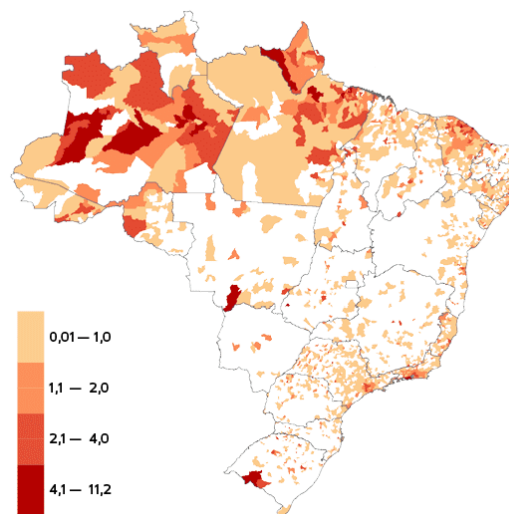 0,01 — 1,0
1,1 — 2,0
2,1 — 4,0
4,1 — 11,2